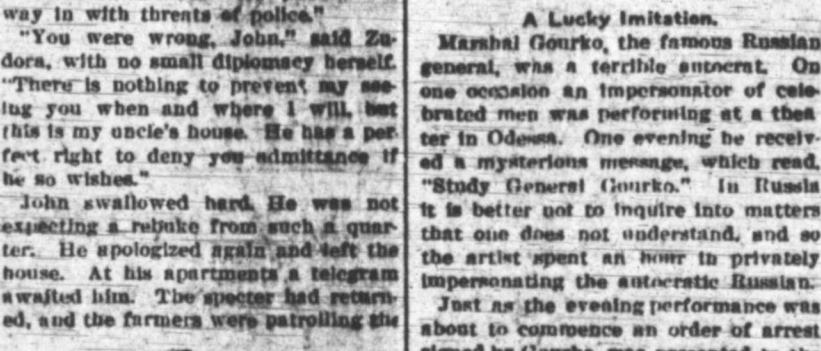 way in with threats of police."
"You were wrong, John," said Zu-
dora, with no small diplomacy herself.
"There is nothing to prevent my see-
ing you when and where I will, but
this is my uncle's house. He has a per-
fect right to deny you admittance if
he so wishes."
John swallowed hard. He was not
expecting a rebuke from such a quar-
ter. He apologized again and left the
house. At his apartments a telegram
awaited him. The specter had return-
ed, and the farmers were patrolling the
A Lucky Imitation.
Marshal Gourko, the famous Russian
general, was a terrible autocrat. On
one occasion an impersonator of cele-
brated men was performing at a thea-
ter in Odessa. One evening he receiv-
ed a mysterious message, which read,
"Study General Gourko." In Russia
it is better not to inquire into matters
that one does not understand, and so
the artist spent an hour in privately
impersonating the autocratic Russian.
Just as the evening performance was
about to commence an order of arrest
signed by Gourko, was